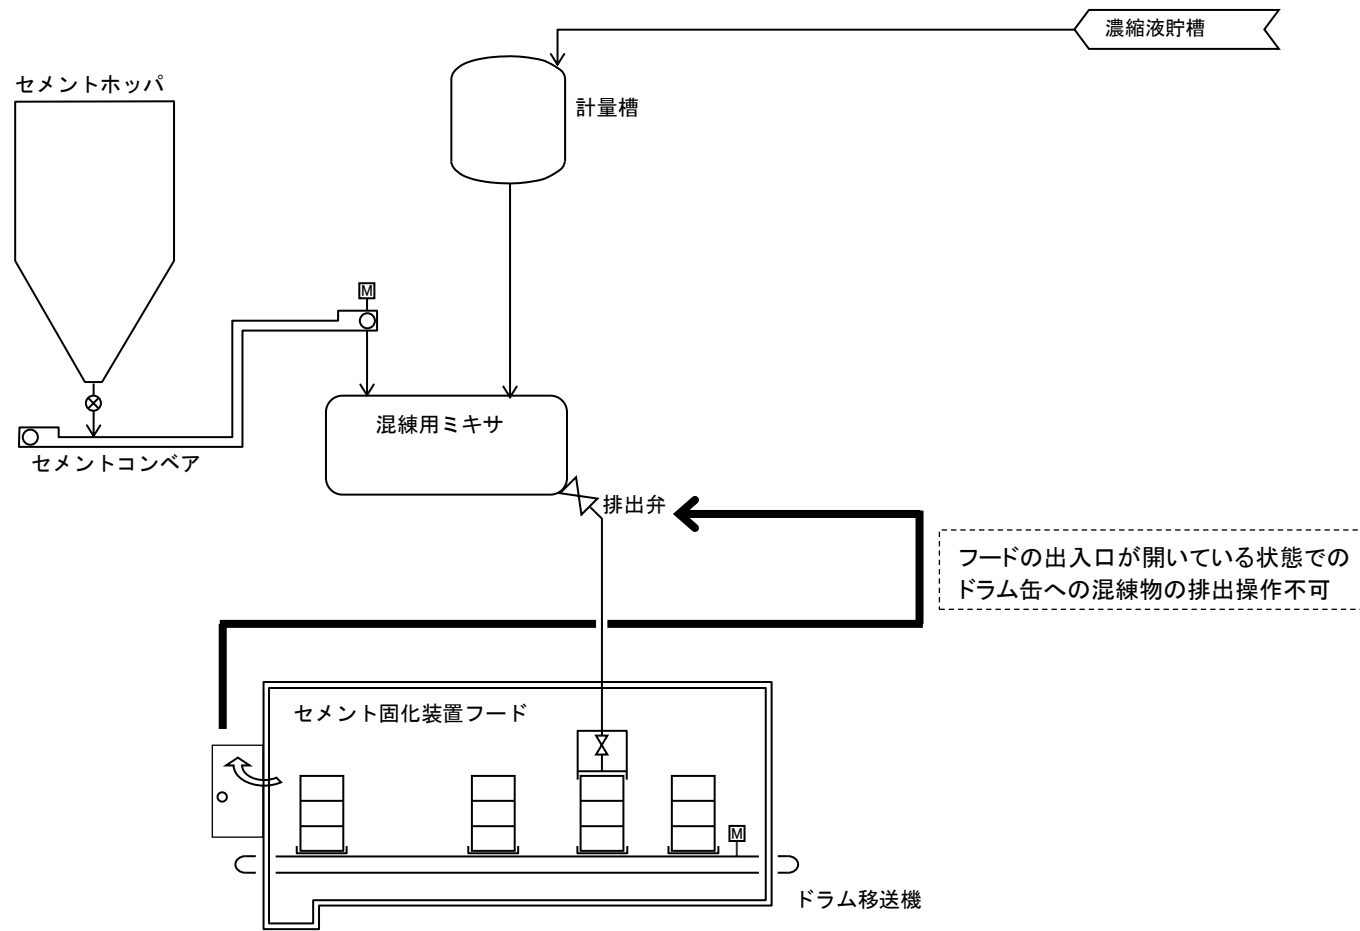 濃縮液貯槽
セメントホッパ
計量槽
M
混練用ミキサ
セメントコンベア
排出弁
フードの出入口が開いている状態での
ドラム缶への混練物の排出操作不可
セメント固化装置フード
M
ドラム移送機